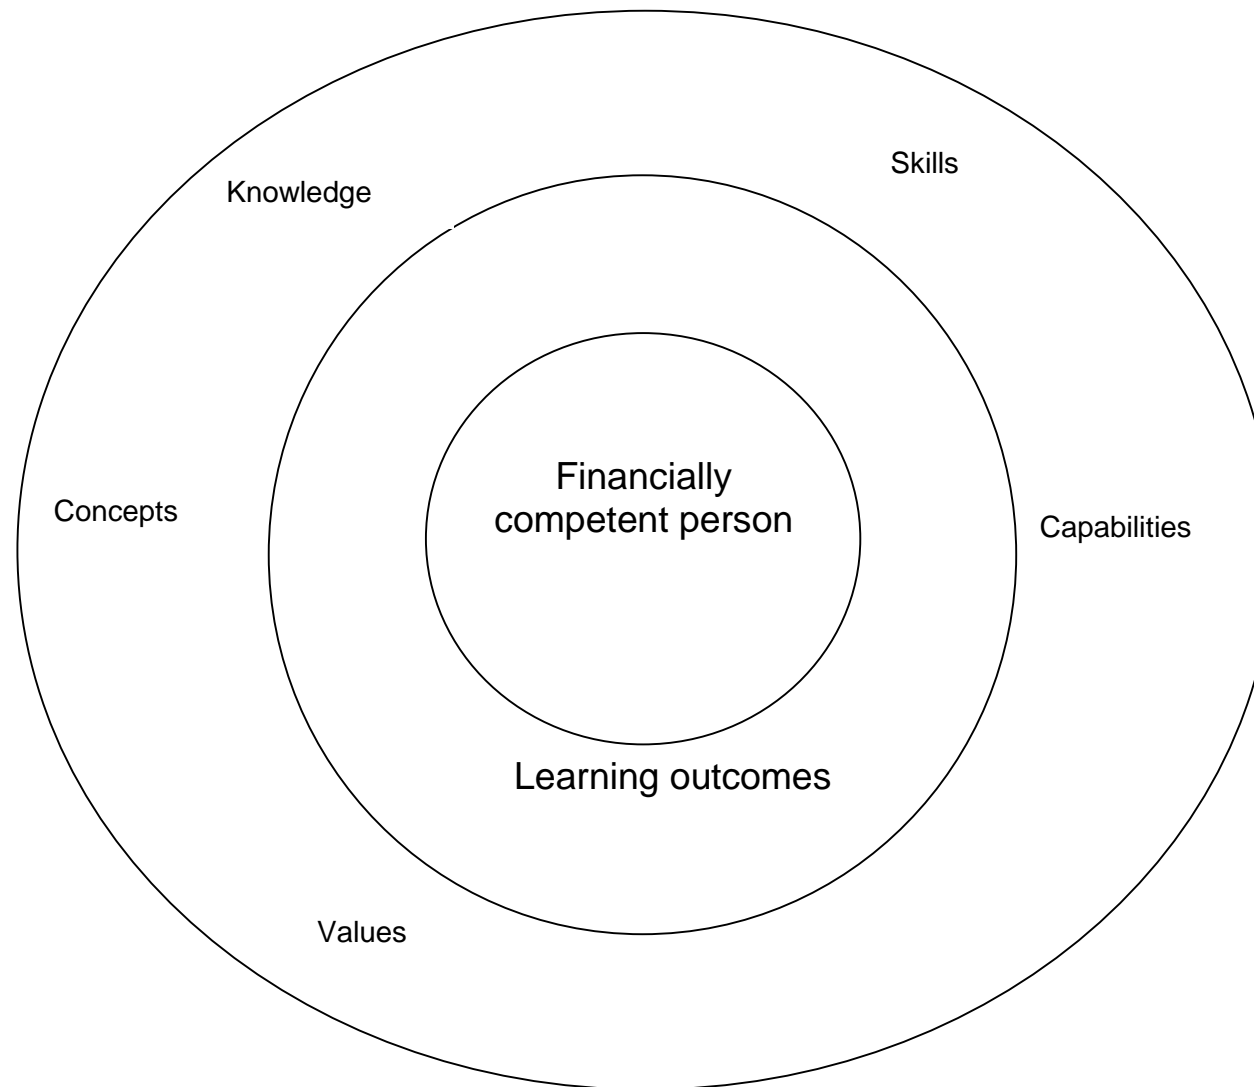 Skills
Knowledge
Financially
competent person
Concepts
Capabilities
Learning outcomes
Values